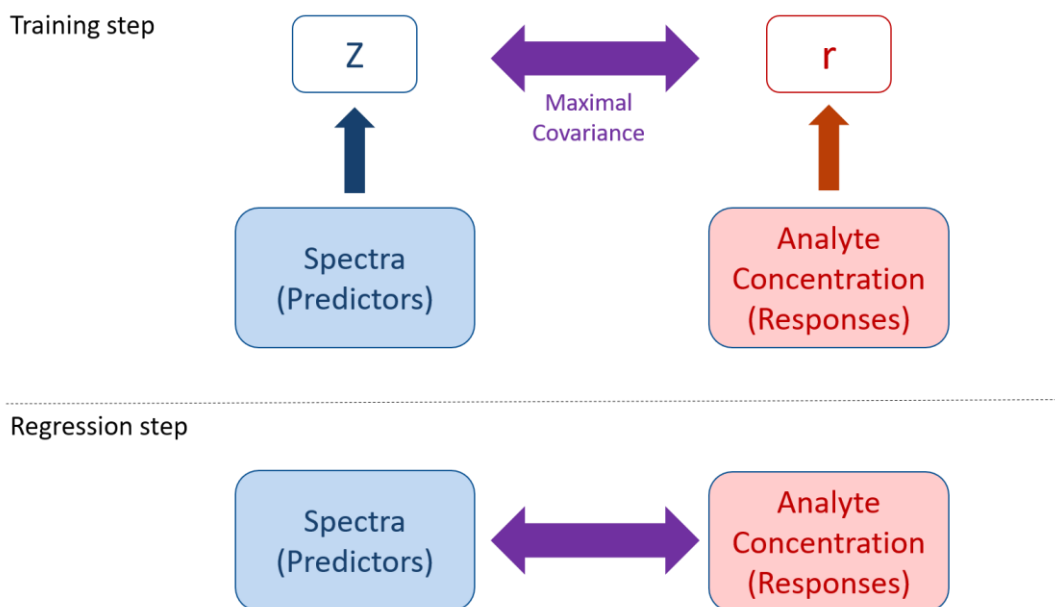 Training step
Z
r
Maximal
Covariance
Spectra
(Predictors)
Analyte
Concentration
(Responses)
Regression step
Spectra
(Predictors)
Analyte
Concentration
(Responses)